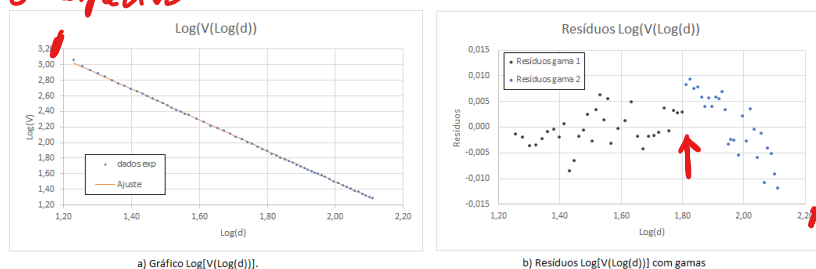 Log(V(Log(d))
3,20
3,00
2,80
2,60
2,40
2,20
2,00
1,80
1,60
1,40
1,20
Log(V)
dados exp
Ajuste
1,20 1,40 1,60 1,80 2,00 2,20
Log(d)
a) Gráfico Log[V(Log(d))].
Resíduos Log(V(Log(d))
0,015
0,010
0,005
0,000
-0,005
-0,010
-0,015
Resíduos
Resíduos gama 1
Resíduos gama 2
1,20 1,40 1,60 1,80 2,00 2,20
Log(d)
b) Resíduos Log[V(Log(d))] com gamas